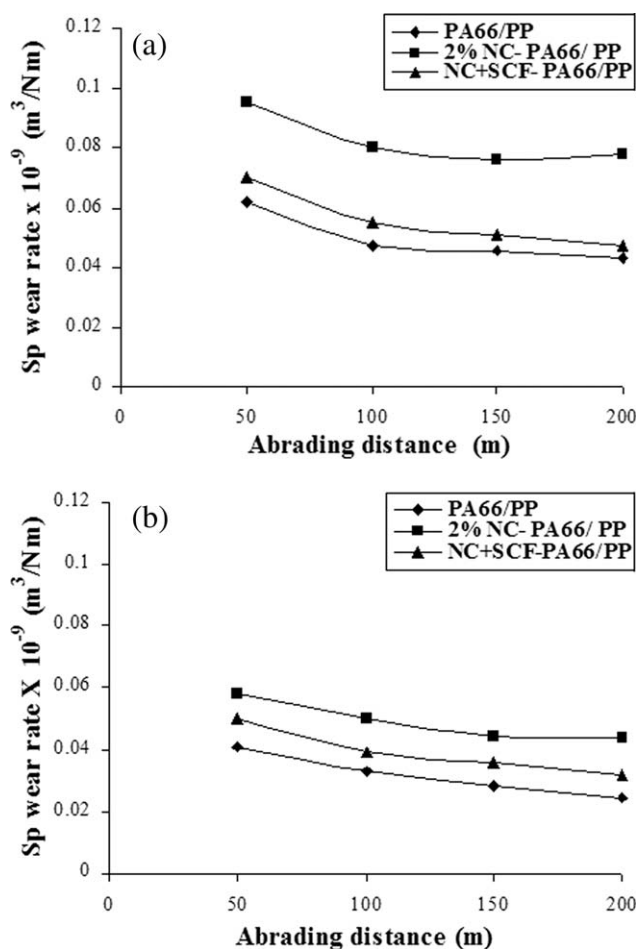 (a)
PA66/PP
2% NC- PA66/ PP
NC+SCF- PA66/PP
Sp wear rate x 10⁻⁹ (m³/Nm)
0.12
0.1
0.08
0.06
0.04
0.02
0
0 50 100 150 200
Abrading distance (m)
(b)
PA66/PP
2% NC- PA66/ PP
NC+SCF-PA66/PP
Sp wear rate X 10⁻⁹ (m³/Nm)
0.12
0.1
0.08
0.06
0.04
0.02
0
0 50 100 150 200
Abrading distance (m)